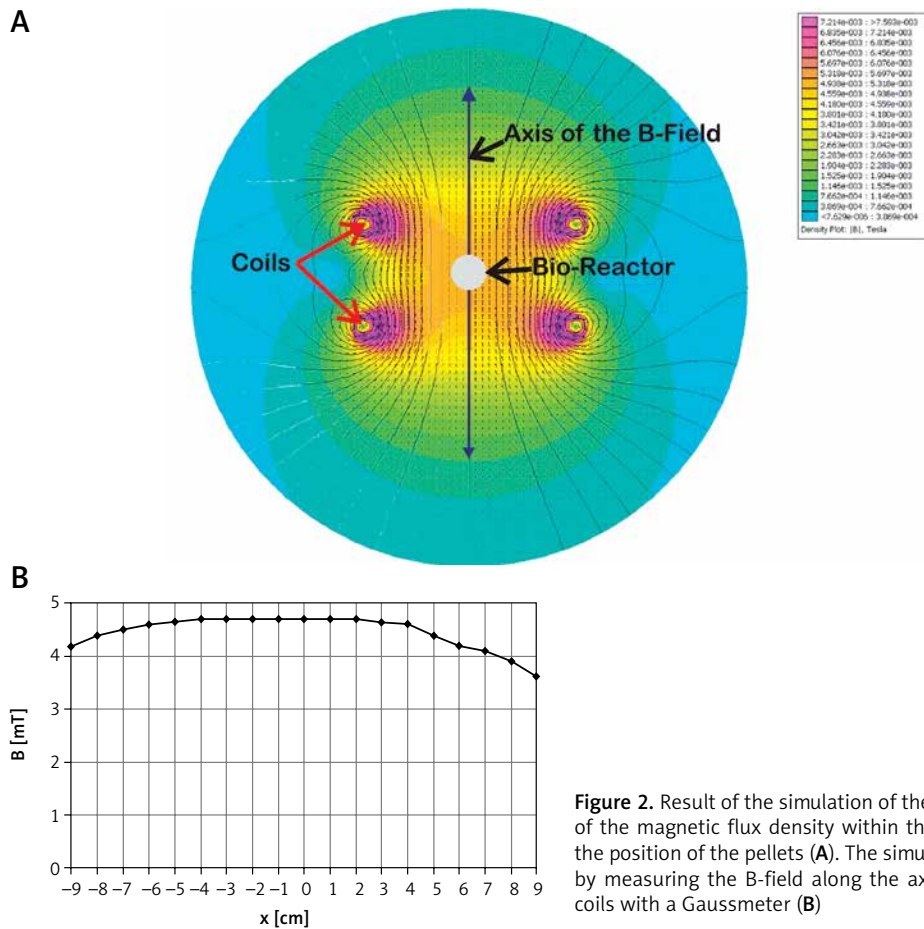 A
7.214e-003 : >7.593e-003
6.835e-003 : 7.214e-003
6.456e-003 : 6.835e-003
6.076e-003 : 6.456e-003
5.697e-003 : 6.076e-003
5.318e-003 : 5.697e-003
4.938e-003 : 5.318e-003
4.559e-003 : 4.938e-003
4.180e-003 : 4.559e-003
3.801e-003 : 4.180e-003
3.421e-003 : 3.801e-003
3.042e-003 : 3.421e-003
2.663e-003 : 3.042e-003
2.283e-003 : 2.663e-003
1.904e-003 : 2.283e-003
1.525e-003 : 1.904e-003
1.146e-003 : 1.525e-003
7.662e-004 : 1.146e-003
3.869e-004 : 7.662e-004
<7.629e-006 : 3.869e-004
Density Plot: |B|, Tesla
Axis of the B-Field
Coils
Bio-Reactor
B
5
4
3
2
1
0
B [mT]
−9 −8 −7 −6 −5 −4 −3 −2 −1 0 1 2 3 4 5 6 7 8 9
x [cm]
Figure 2. Result of the simulation of the
of the magnetic flux density within th
the position of the pellets (A). The simu
by measuring the B-field along the ax
coils with a Gaussmeter (B)